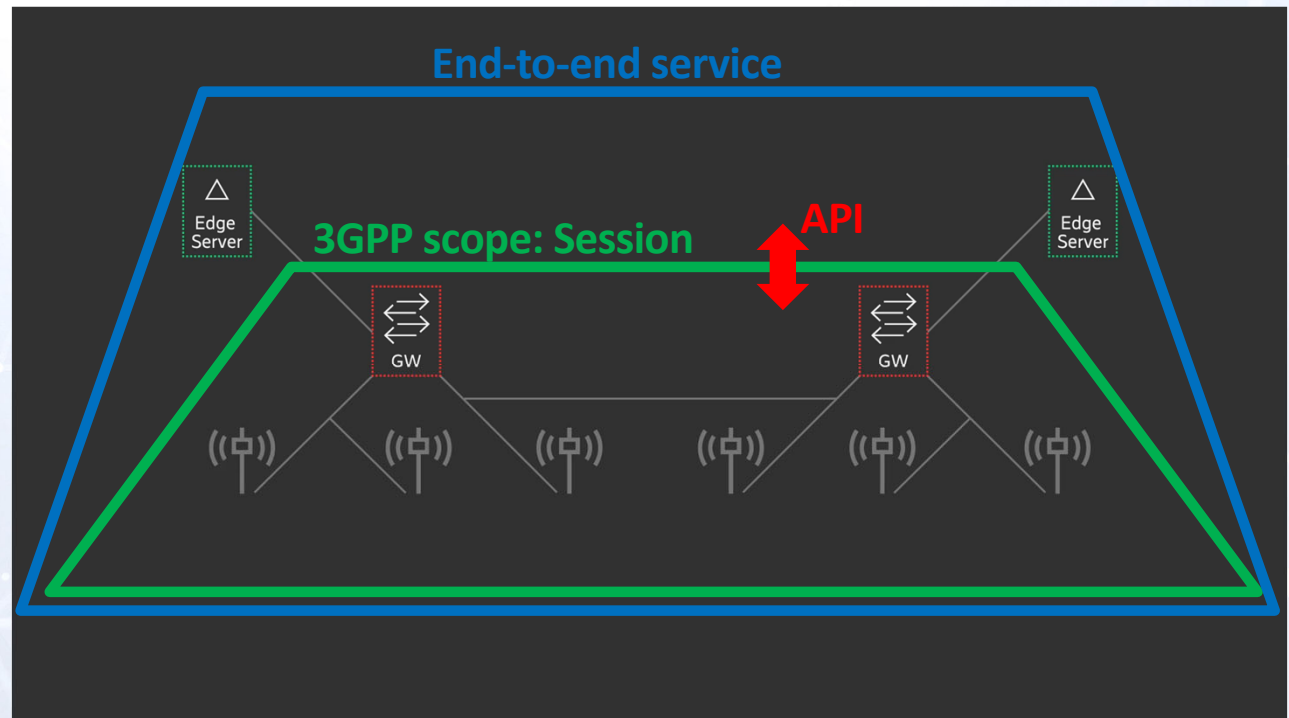 End-to-end service
Edge
Server
API
Edge
Server
3GPP scope: Session
GW
GW